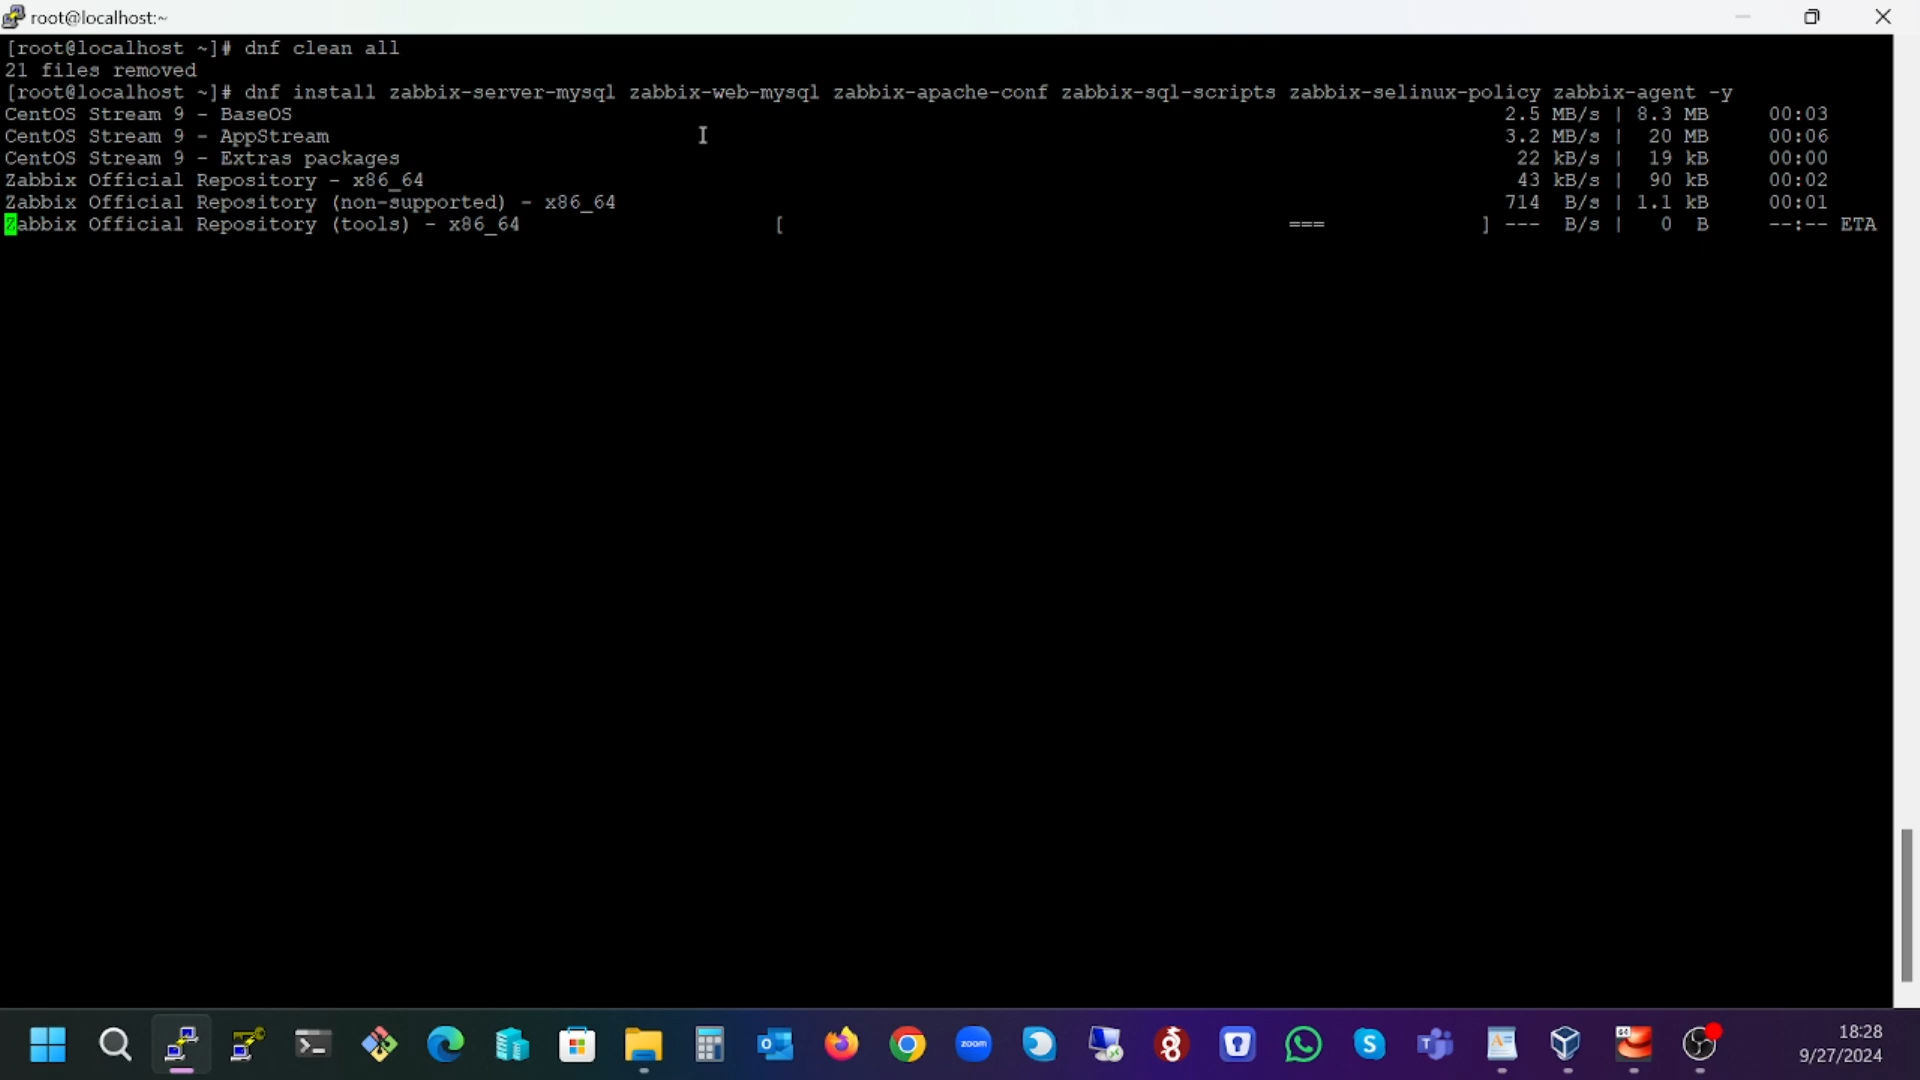 root@localhost:~
[root@localhost ~]# dnf clean all
21 files removed
[root@localhost ~]# dnf install zabbix-server-mysql zabbix-web-mysql zabbix-apache-conf zabbix-sql-scripts zabbix-selinux-policy zabbix-agent -y
CentOS Stream 9 - BaseOS 2.5 MB/s | 8.3 MB 00:03
CentOS Stream 9 - AppStream 3.2 MB/s | 20 MB 00:06
CentOS Stream 9 - Extras packages 22 kB/s | 19 kB 00:00
Zabbix Official Repository - x86_64 43 kB/s | 90 kB 00:02
Zabbix Official Repository (non-supported) - x86_64 714 B/s | 1.1 kB 00:01
Zabbix Official Repository (tools) - x86_64 [ === ] --- B/s | 0 B --:-- ETA
zoom
18:28
9/27/2024